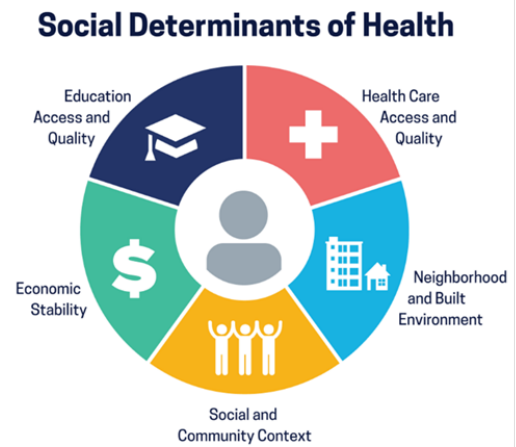 Social Determinants of Health
Education
Access and
Quality
Health Care
Access and
Quality
Economic
Stability
$
Neighborhood
and Built
Environment
Social and
Community Context